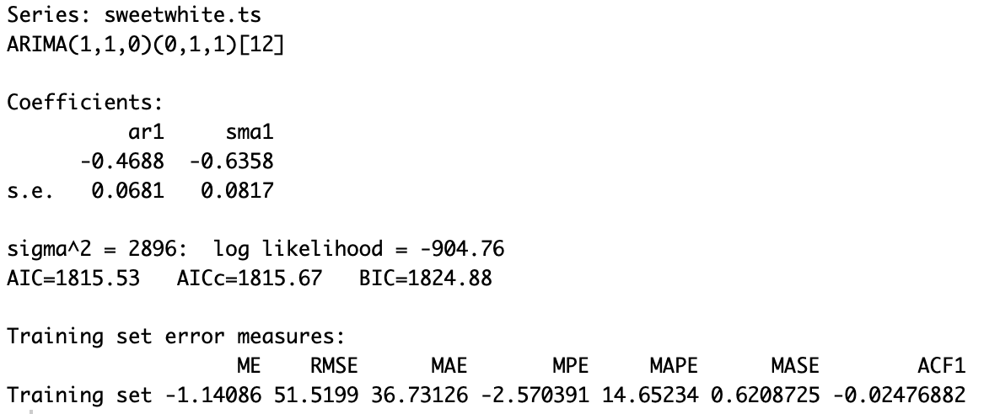 Series: sweetwhite.ts
ARIMA(1,1,0)(0,1,1)[12]
Coefficients:
ar1 sma1
-0.4688 -0.6358
s.e. 0.0681 0.0817
sigma^2 = 2896: log likelihood = -904.76
AIC=1815.53 AICc=1815.67 BIC=1824.88
Training set error measures:
ME RMSE MAE MPE MAPE MASE ACF1
Training set -1.14086 51.5199 36.73126 -2.570391 14.65234 0.6208725 -0.02476882